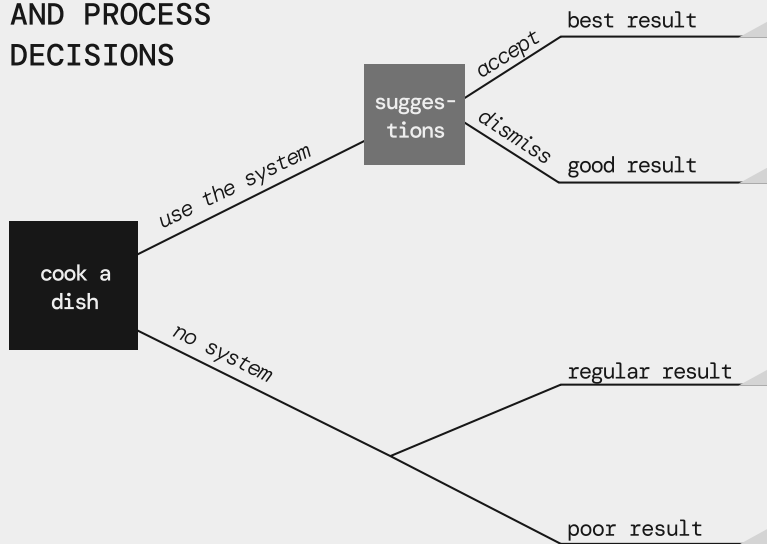 AND PROCESS
DECISIONS
best result
accept
sugges-
tions
dismiss
good result
use the system
cook a
dish
no system
regular result
poor result